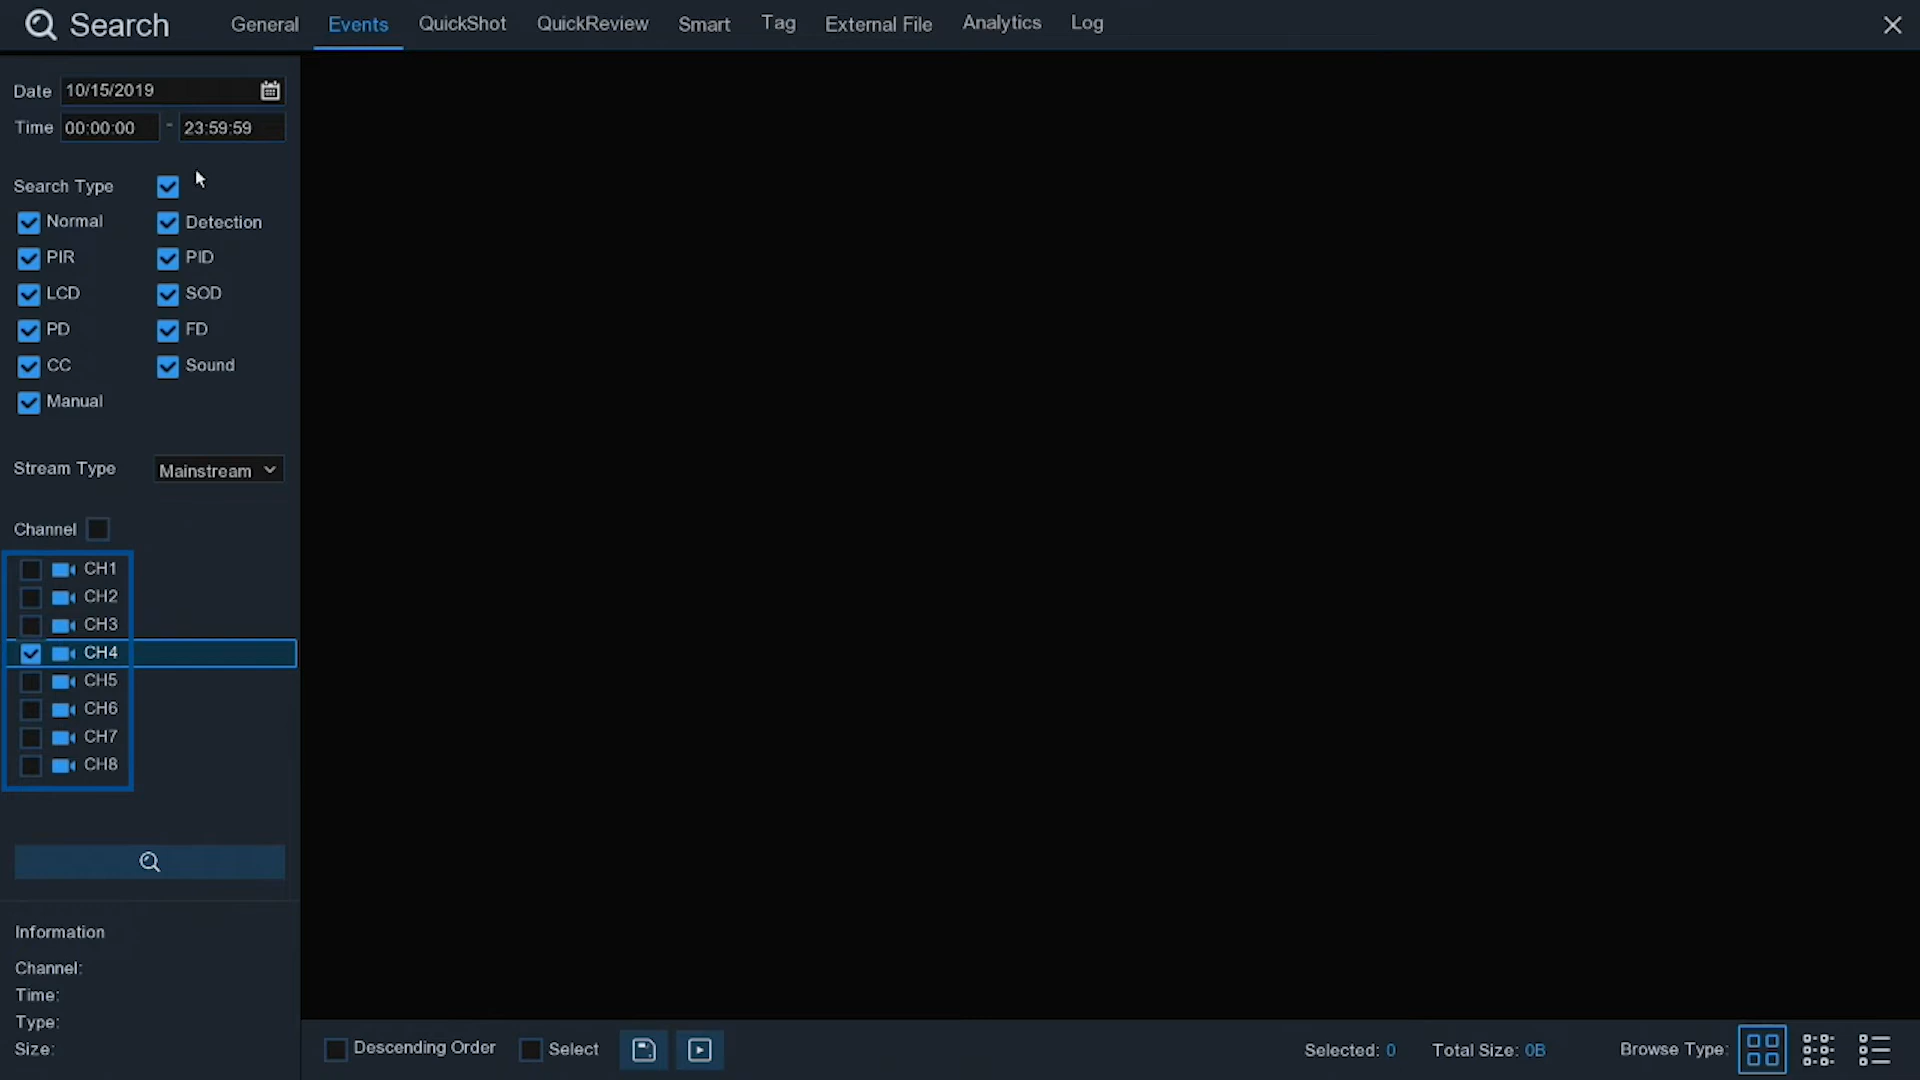 Search General Events QuickShot QuickReview Smart Tag External File Analytics Log
Date 10/15/2019
Time 00:00:00 - 23:59:59
Search Type
Normal Detection
PIR PID
LCD SOD
PD FD
CC Sound
Manual
Stream Type Mainstream
Channel
CH1
CH2
CH3
CH4
CH5
CH6
CH7
CH8
Information
Channel:
Time:
Type:
Size:
Descending Order Select Selected: 0 Total Size: 0B Browse Type: